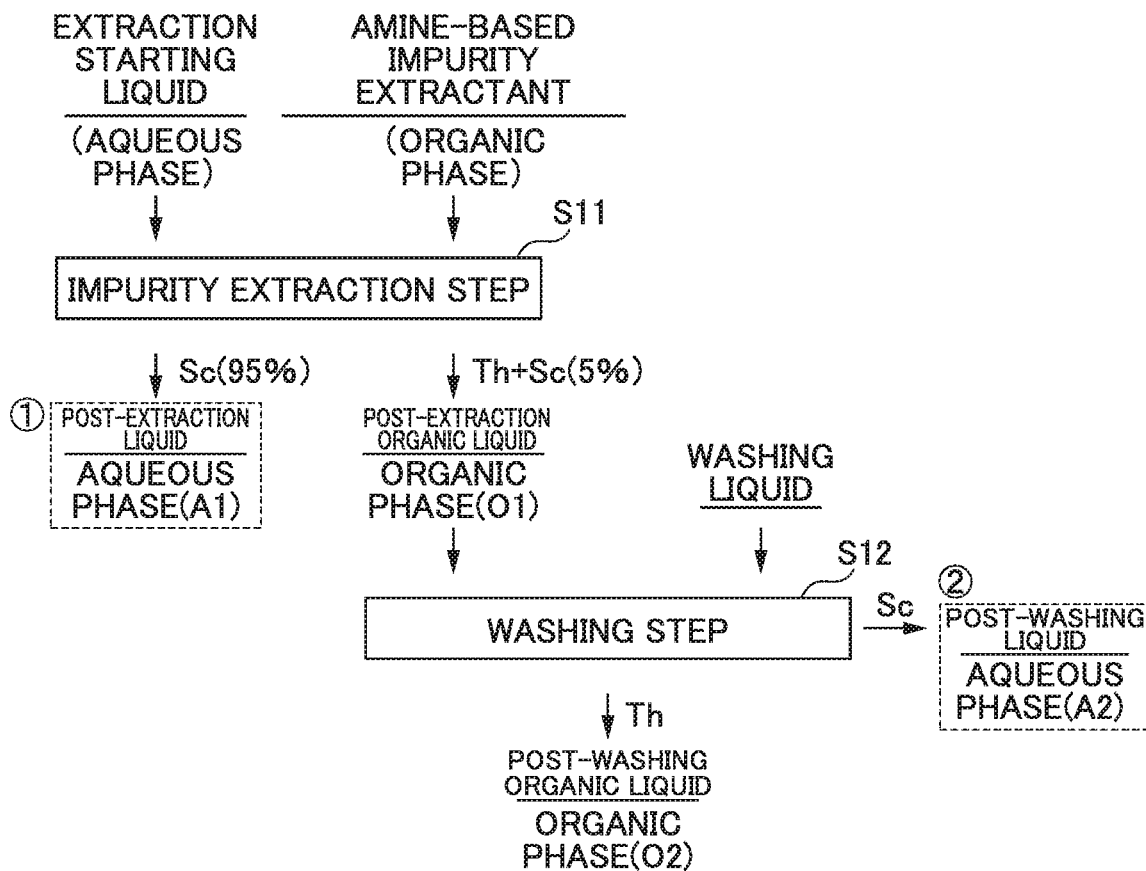 EXTRACTION
STARTING
LIQUID
(AQUEOUS
PHASE)
AMINE-BASED
IMPURITY
EXTRACTANT
(ORGANIC
PHASE)
S11
IMPURITY EXTRACTION STEP
Sc(95%)
Th+Sc(5%)
①
POST-EXTRACTION
LIQUID
AQUEOUS
PHASE(A1)
POST-EXTRACTION
ORGANIC LIQUID
ORGANIC
PHASE(O1)
WASHING
LIQUID
S12
WASHING STEP
Sc
②
POST-WASHING
LIQUID
AQUEOUS
PHASE(A2)
Th
POST-WASHING
ORGANIC LIQUID
ORGANIC
PHASE(O2)